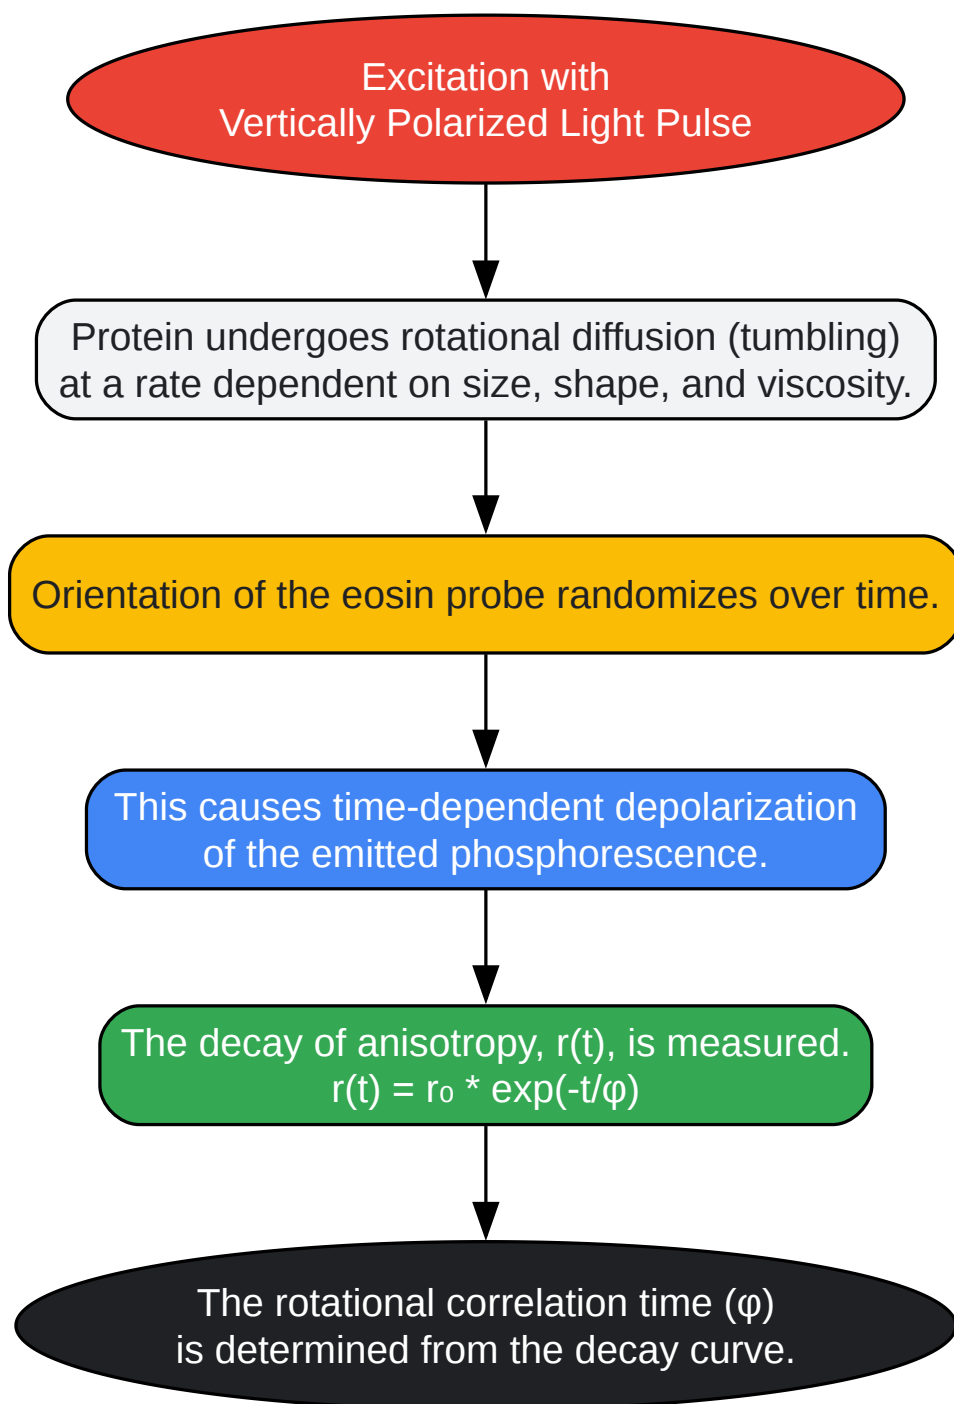 Excitation with
Vertically Polarized Light Pulse
Protein undergoes rotational diffusion (tumbling)
at a rate dependent on size, shape, and viscosity.
Orientation of the eosin probe randomizes over time.
This causes time-dependent depolarization
of the emitted phosphorescence.
The decay of anisotropy, r(t), is measured.
r(t) = r₀ * exp(-t/φ)
The rotational correlation time (φ)
is determined from the decay curve.